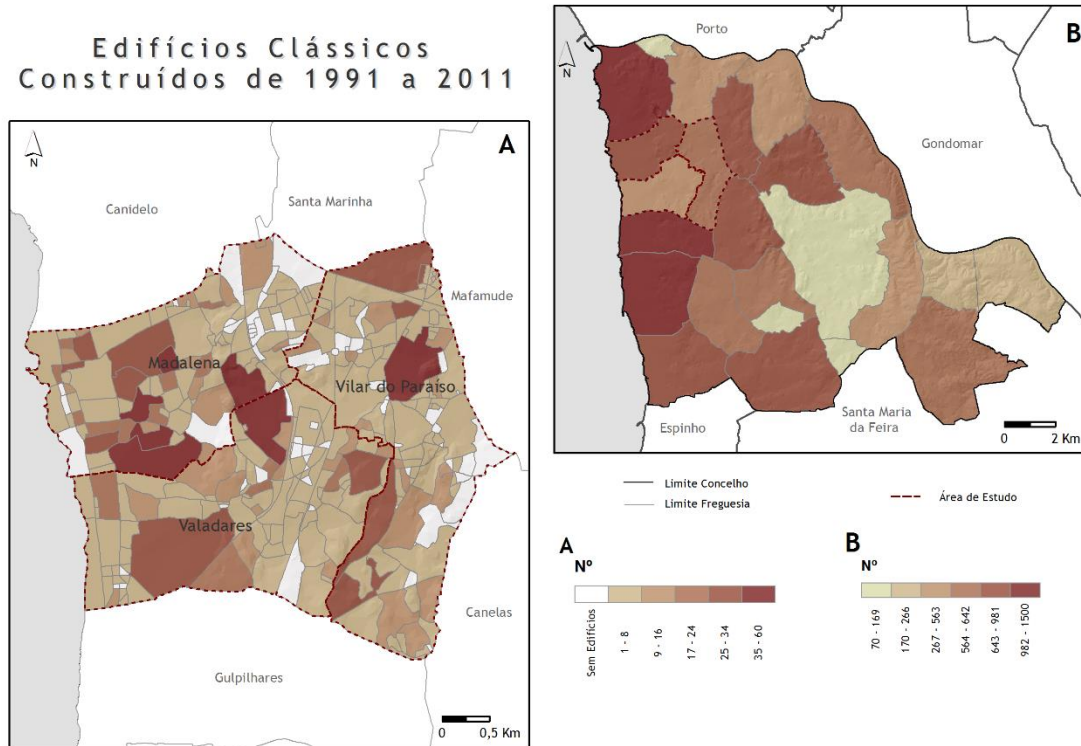 Edifícios Clássicos
Construídos de 1991 a 2011
A
N
Canidelo
Santa Marinha
Mafamude
Madalena
Vilar do Paraíso
Valadares
Canelas
Gulpilhares
0 0,5 Km
B
N
Porto
Gondomar
Espinho
Santa Maria
da Feira
0 2 Km
Limite Concelho
Limite Freguesia
Área de Estudo
A
Nº
Sem Edifícios
1 - 8
9 - 16
17 - 24
25 - 34
35 - 60
B
Nº
70 - 169
170 - 266
267 - 563
564 - 642
643 - 981
982 - 1500